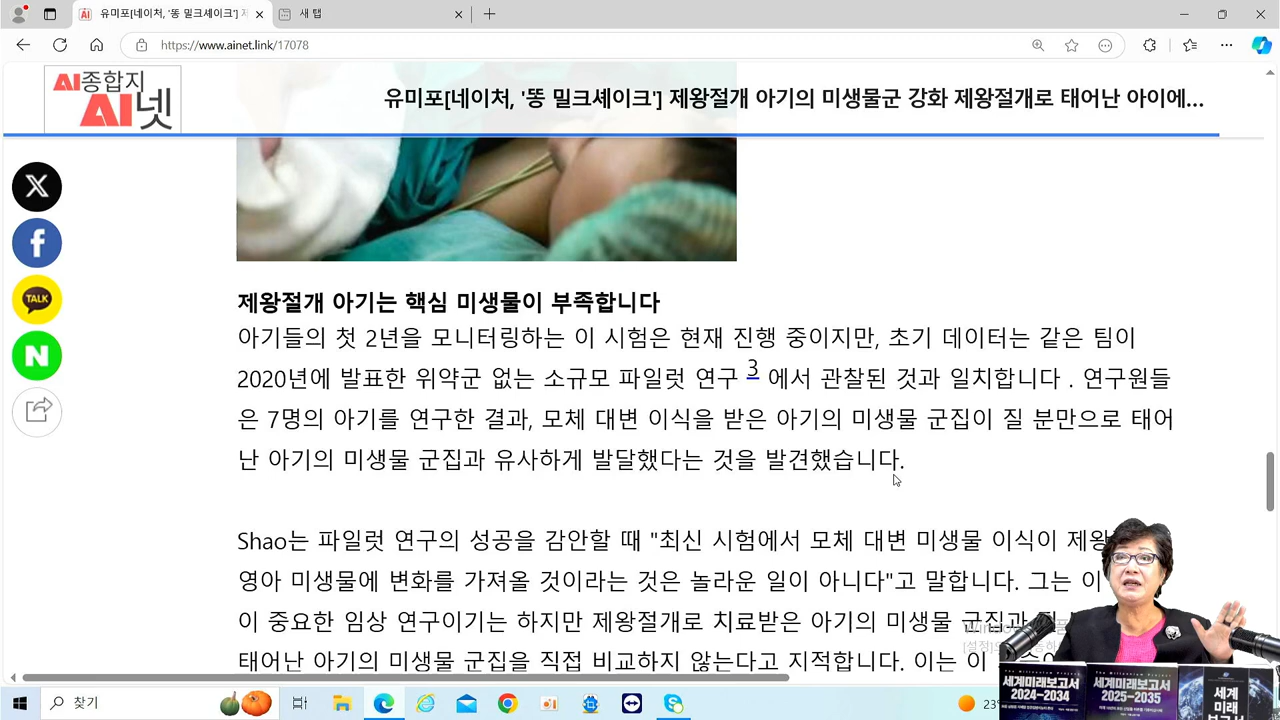 유미포[네이처, '똥 밀크셰이크'] 제
새 탭
https://www.ainet.link/17078
AI종합지
AI넷
유미포[네이처, '똥 밀크셰이크'] 제왕절개 아기의 미생물군 강화 제왕절개로 태어난 아이에...
TALK
N
제왕절개 아기는 핵심 미생물이 부족합니다
아기들의 첫 2년을 모니터링하는 이 시험은 현재 진행 중이지만, 초기 데이터는 같은 팀이
2020년에 발표한 위약군 없는 소규모 파일럿 연구 3 에서 관찰된 것과 일치합니다 . 연구원들
은 7명의 아기를 연구한 결과, 모체 대변 이식을 받은 아기의 미생물 군집이 질 분만으로 태어
난 아기의 미생물 군집과 유사하게 발달했다는 것을 발견했습니다.
Shao는 파일럿 연구의 성공을 감안할 때 "최신 시험에서 모체 대변 미생물 이식이 제왕
영아 미생물에 변화를 가져올 것이라는 것은 놀라운 일이 아니다"고 말합니다. 그는 이
이 중요한 임상 연구이기는 하지만 제왕절개로 치료받은 아기의 미생물 군집과
태어난 아기의 미생물 군집을 직접 비교하지 않는다고 지적합니다. 이는 이
세계미래보고서
2024-2034
세계미래보고서
2025-2035
세계
미래
찾기
23